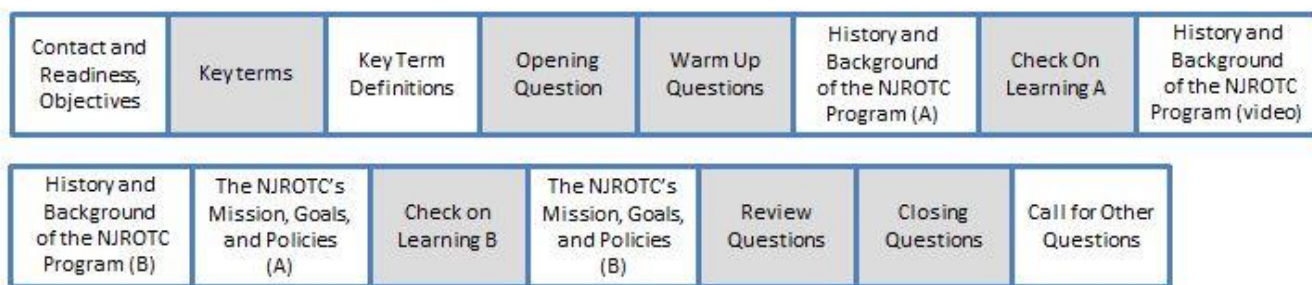 Contact and
Readiness,
Objectives
Key terms
Key Term
Definitions
Opening
Question
Warm Up
Questions
History and
Background
of the NJROTC
Program (A)
Check On
Learning A
History and
Background
of the NJROTC
Program (video)
History and
Background
of the NJROTC
Program (B)
The NJROTC's
Mission, Goals,
and Policies
(A)
Check on
Learning B
The NJROTC's
Mission, Goals,
and Policies
(B)
Review
Questions
Closing
Questions
Call for Other
Questions